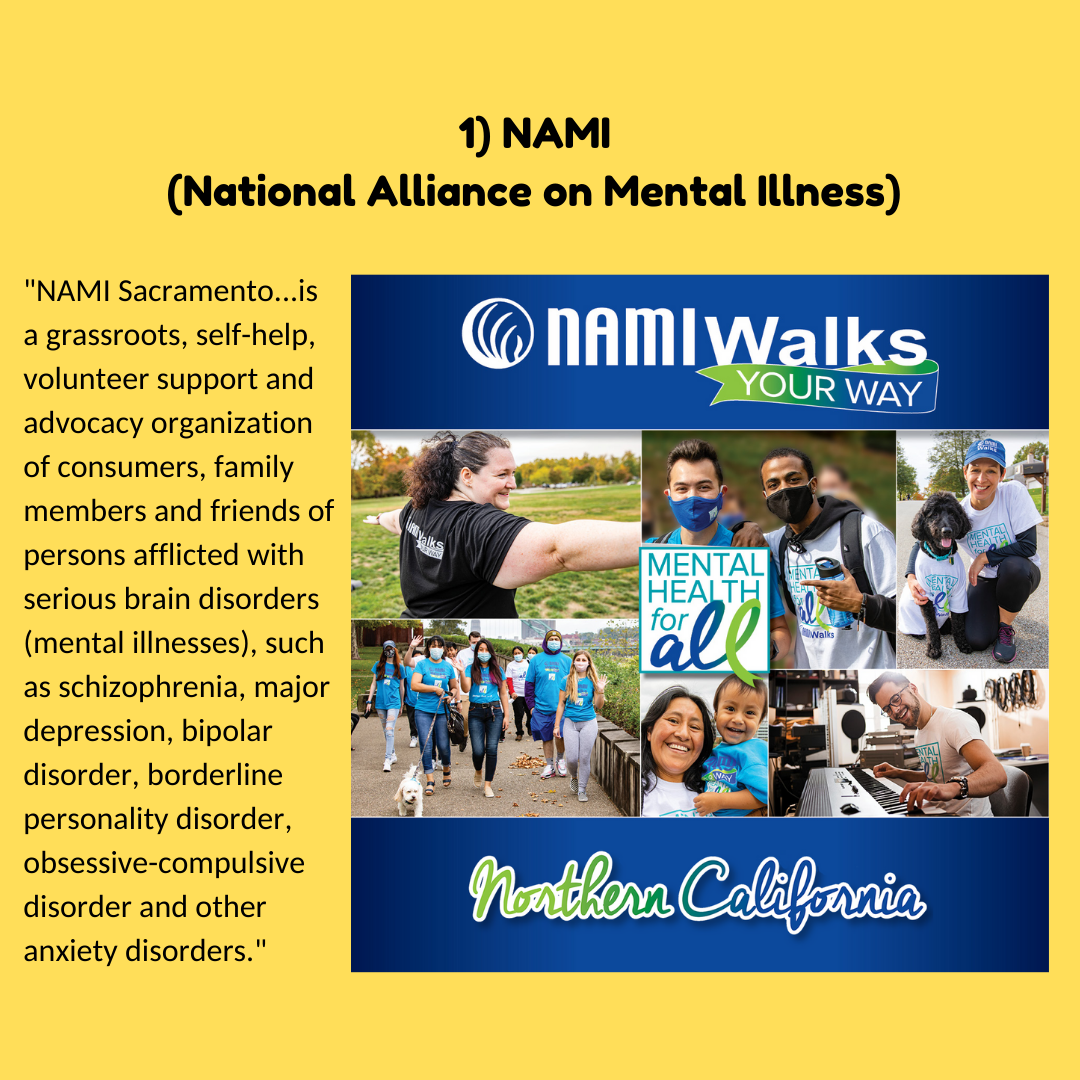 1) NAMI
(National Alliance on Mental Illness)
"NAMI Sacramento...is
a grassroots, self-help,
volunteer support and
advocacy organization
of consumers, family
members and friends of
persons afflicted with
serious brain disorders
(mental illnesses), such
as schizophrenia, major
depression, bipolar
disorder, borderline
personality disorder,
obsessive-compulsive
disorder and other
anxiety disorders."
NAMIWalks
YOUR WAY
MENTAL
HEALTH
for
all
Northern California